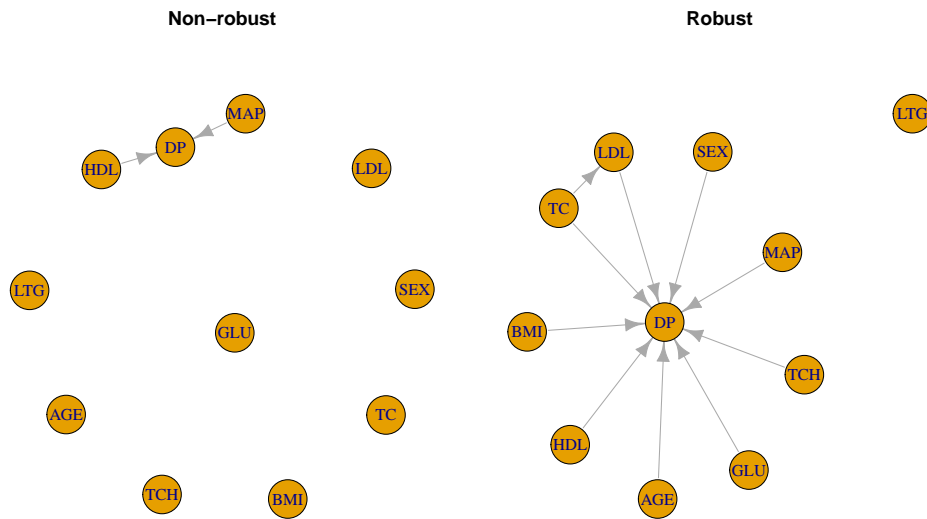 Non−robust
MAP
DP
HDL
LDL
LTG
SEX
GLU
AGE
TC
TCH
BMI
Robust
LTG
LDL
SEX
TC
MAP
DP
BMI
TCH
HDL
GLU
AGE